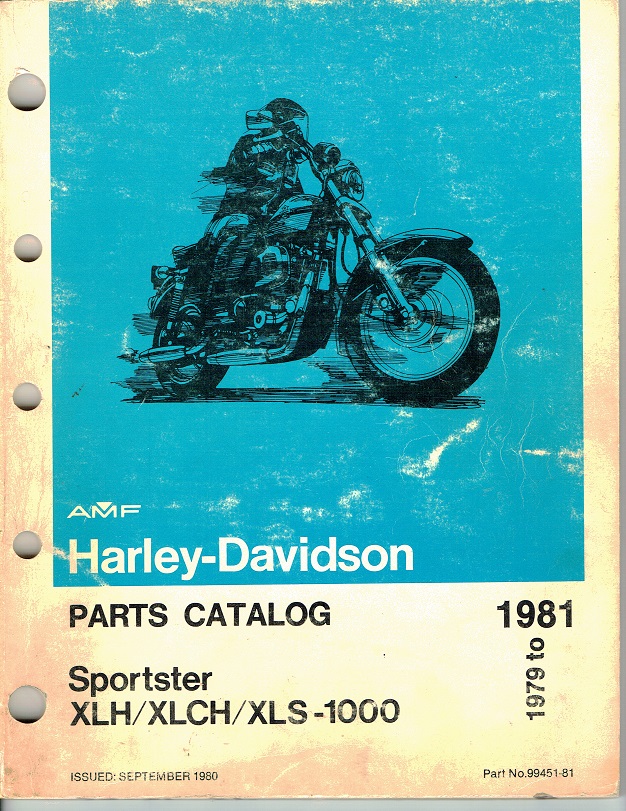 AMF
Harley-Davidson
PARTS CATALOG
1981
1979 to
Sportster
XLH/XLCH/XLS-1000
ISSUED: SEPTEMBER 1980
Part No.99451-81